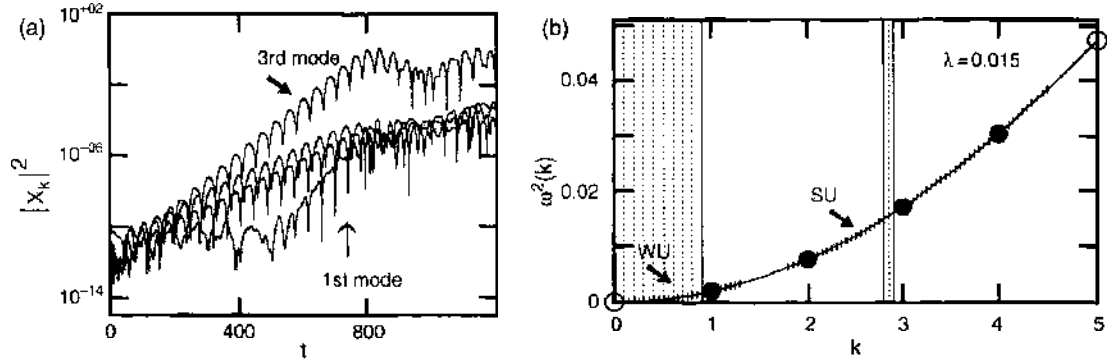 (a)
10+02
3rd mode
10-06
|X_k|^2
1st mode
10-14
0
400
800
t
(b)
λ=0.015
0.04
ω²(k)
0.02
SU
WU
0
0
1
2
3
4
5
k